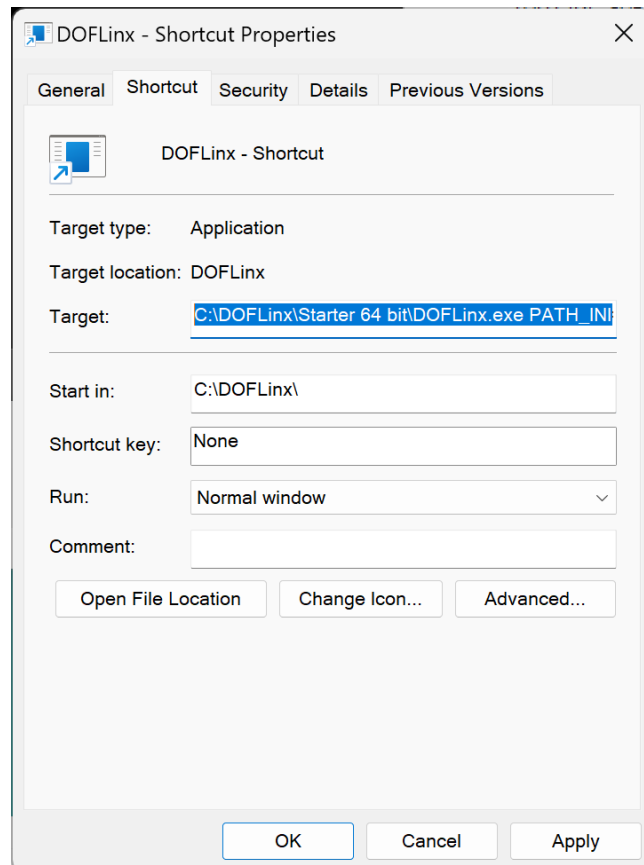 DOFLinx - Shortcut Properties
General Shortcut Security Details Previous Versions
DOFLinx - Shortcut
Target type: Application
Target location: DOFLinx
Target: C:\DOFLinx\Starter 64 bit\DOFLinx.exe PATH_INI=
Start in: C:\DOFLinx\
Shortcut key: None
Run: Normal window
Comment:
Open File Location Change Icon... Advanced...
OK Cancel Apply